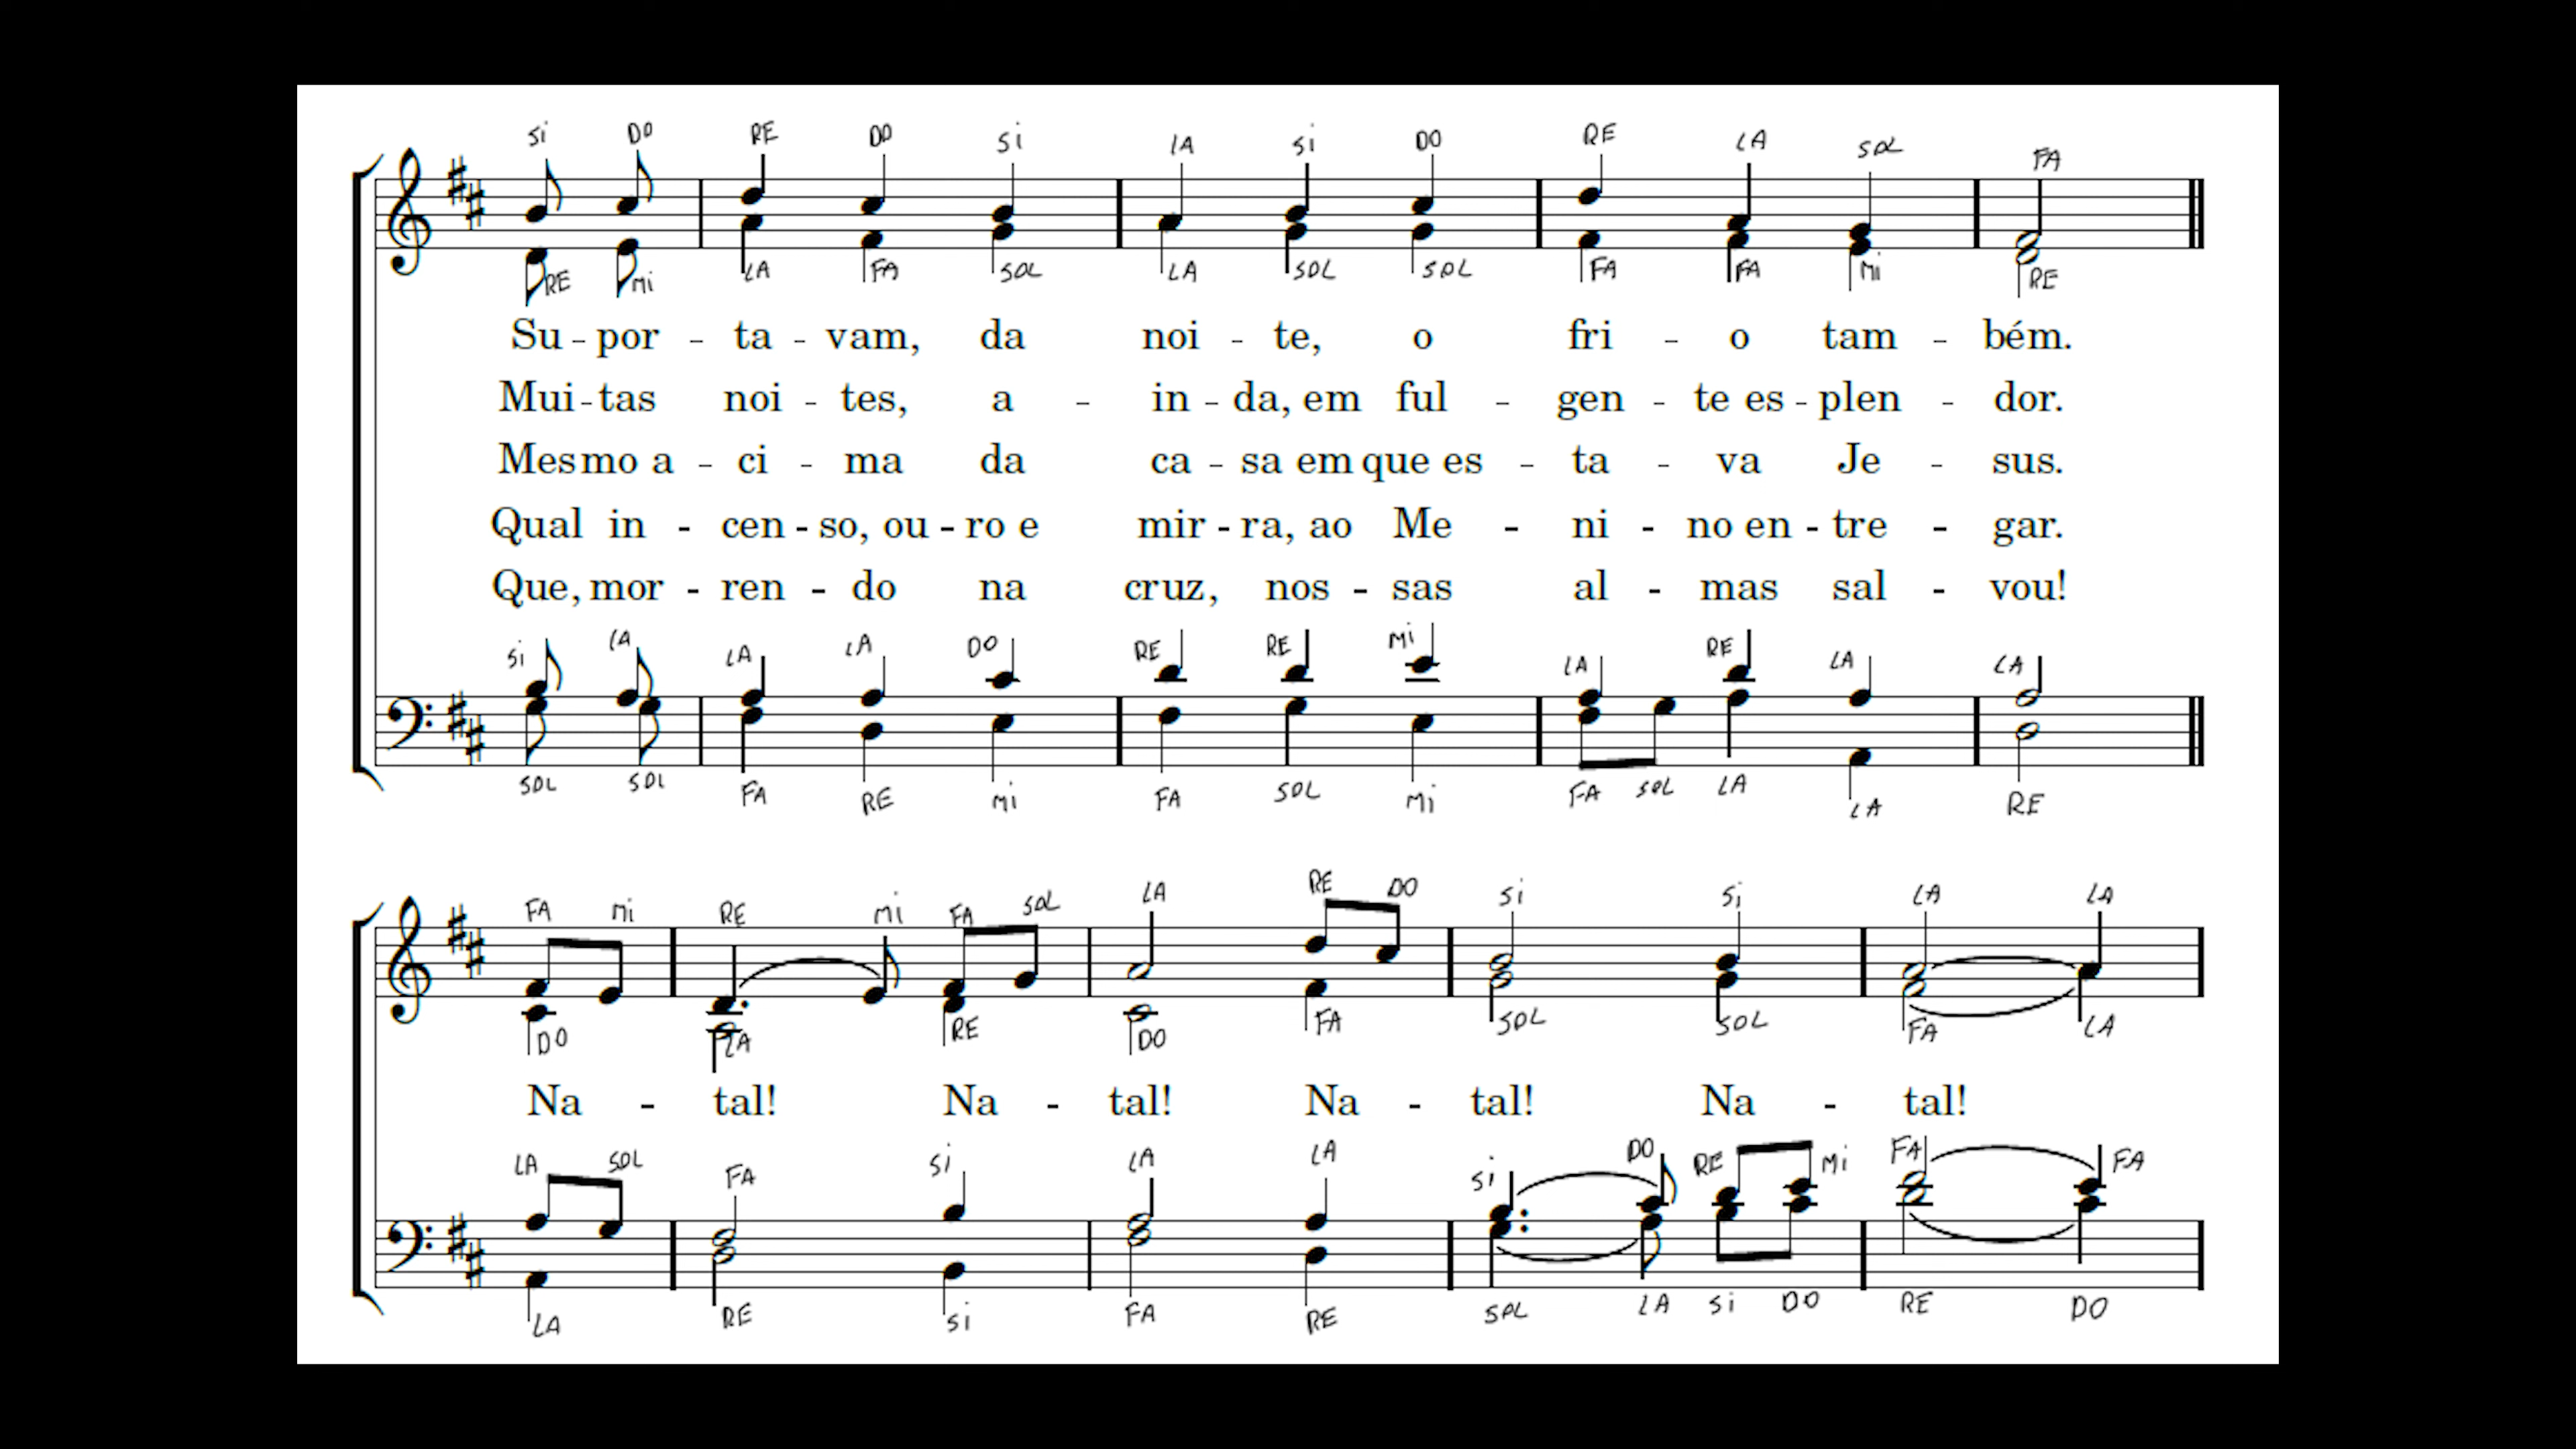 Si DO RE DO Si LA Si DO RE LA SOL FA
RE Mi LA FA SOL LA SOL SOL FA FA Mi RE
Su - por - ta - vam, da noi - te, o fri - o tam - bém.
Mui - tas noi - tes, a - in - da, em ful - gen - te es - plen - dor.
Mesmo a - ci - ma da ca - sa em que es - ta - va Je - sus.
Qual in - cen - so, ou - ro e mir - ra, ao Me - ni - no en - tre - gar.
Que, mor - ren - do na cruz, nos - sas al - mas sal - vou!
Si LA LA LA DO RE RE Mi LA RE LA LA
SOL SOL FA RE Mi FA SOL Mi FA SOL LA LA RE
FA Mi RE Mi FA SOL LA RE DO Si Si LA LA
DO LA RE DO FA SOL SOL FA LA
Na - tal! Na - tal! Na - tal! Na - tal!
LA SOL FA Si LA LA Si DO RE Mi FA FA
LA RE Si FA RE SOL LA Si DO RE DO